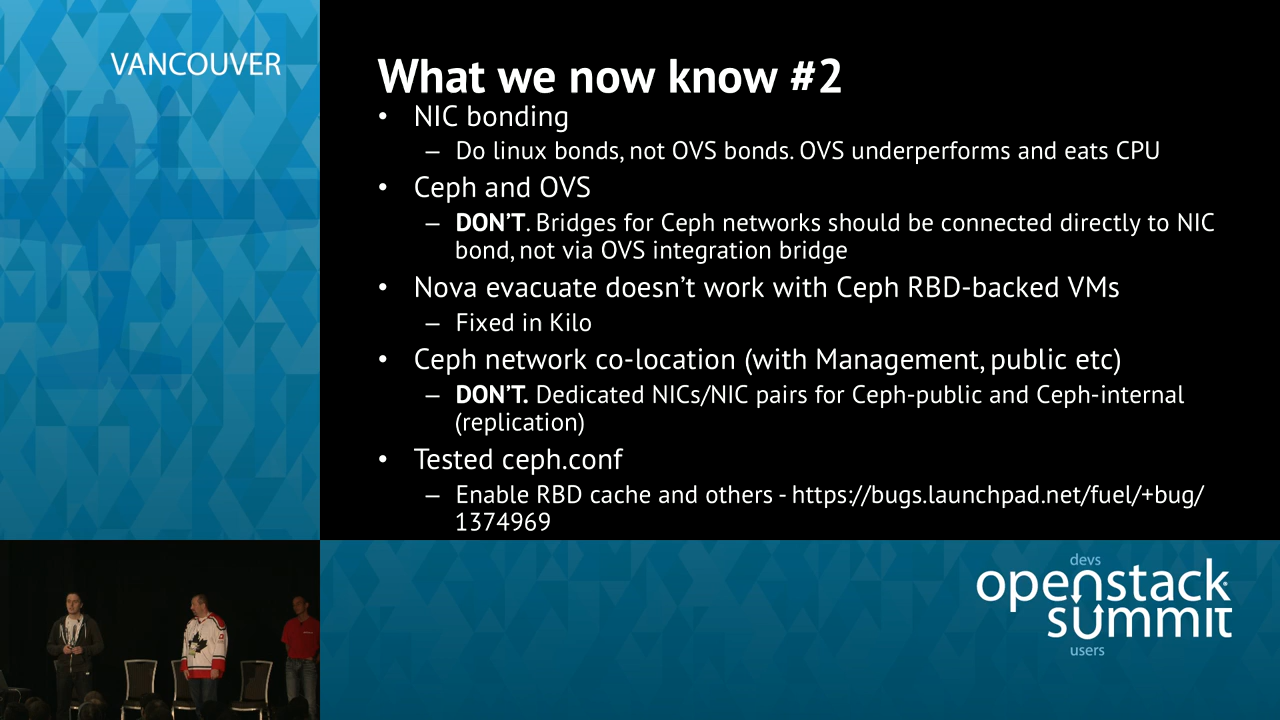 VANCOUVER
What we now know #2
• NIC bonding
– Do linux bonds, not OVS bonds. OVS underperforms and eats CPU
• Ceph and OVS
– DON’T. Bridges for Ceph networks should be connected directly to NIC
bond, not via OVS integration bridge
• Nova evacuate doesn’t work with Ceph RBD-backed VMs
– Fixed in Kilo
• Ceph network co-location (with Management, public etc)
– DON’T. Dedicated NICs/NIC pairs for Ceph-public and Ceph-internal
(replication)
• Tested ceph.conf
– Enable RBD cache and others - https://bugs.launchpad.net/fuel/+bug/
1374969
devs
openstack
summit
users